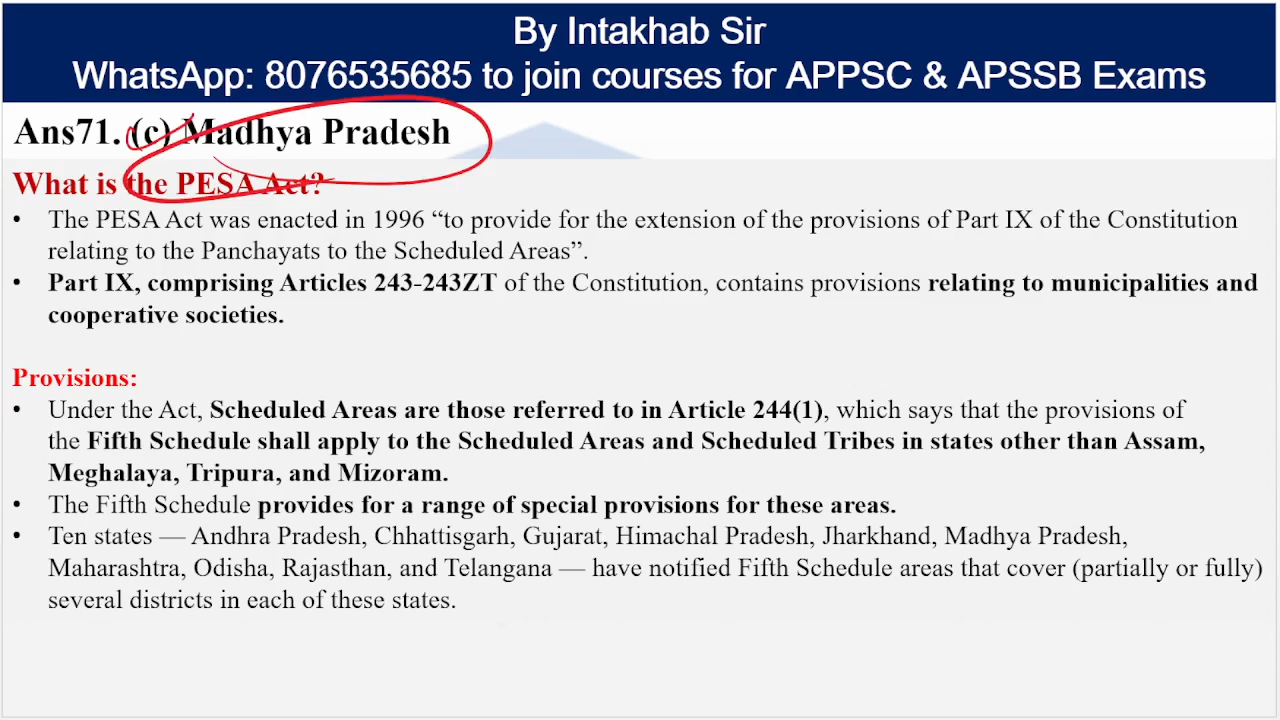 By Intakhab Sir
WhatsApp: 8076535685 to join courses for APPSC & APSSB Exams
Ans71. (c) Madhya Pradesh
What is the PESA Act?
• The PESA Act was enacted in 1996 “to provide for the extension of the provisions of Part IX of the Constitution
relating to the Panchayats to the Scheduled Areas”.
• Part IX, comprising Articles 243-243ZT of the Constitution, contains provisions relating to municipalities and
cooperative societies.
Provisions:
• Under the Act, Scheduled Areas are those referred to in Article 244(1), which says that the provisions of
the Fifth Schedule shall apply to the Scheduled Areas and Scheduled Tribes in states other than Assam,
Meghalaya, Tripura, and Mizoram.
• The Fifth Schedule provides for a range of special provisions for these areas.
• Ten states — Andhra Pradesh, Chhattisgarh, Gujarat, Himachal Pradesh, Jharkhand, Madhya Pradesh,
Maharashtra, Odisha, Rajasthan, and Telangana — have notified Fifth Schedule areas that cover (partially or fully)
several districts in each of these states.